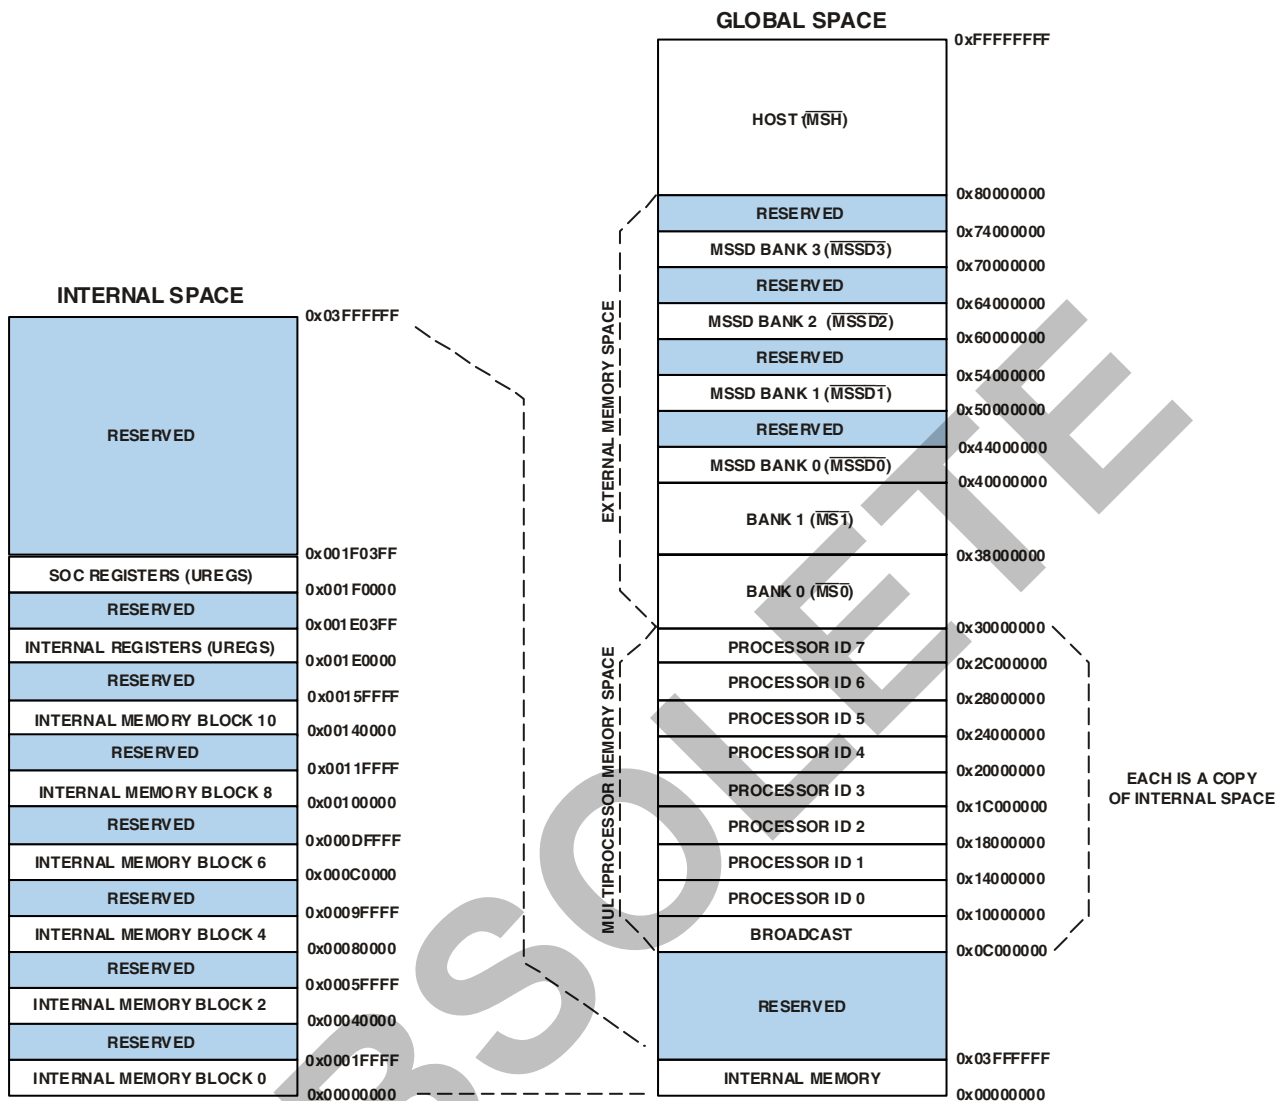 GLOBAL SPACE
0xFFFFFFFF
HOST (MSH)
0x80000000
RESERVED
0x74000000
MSSD BANK 3 (MSSD3)
0x70000000
RESERVED
0x64000000
MSSD BANK 2 (MSSD2)
0x60000000
RESERVED
0x54000000
MSSD BANK 1 (MSSD1)
0x50000000
RESERVED
0x44000000
MSSD BANK 0 (MSSD0)
0x40000000
BANK 1 (MS1)
0x38000000
BANK 0 (MS0)
0x30000000
PROCESSOR ID 7
0x2C000000
PROCESSOR ID 6
0x28000000
PROCESSOR ID 5
0x24000000
PROCESSOR ID 4
0x20000000
PROCESSOR ID 3
0x1C000000
PROCESSOR ID 2
0x18000000
PROCESSOR ID 1
0x14000000
PROCESSOR ID 0
0x10000000
BROADCAST
0x0C000000
RESERVED
0x03FFFFFF
INTERNAL MEMORY
0x00000000
EXTERNAL MEMORY SPACE
MULTIPROCESSOR MEMORY SPACE
EACH IS A COPY
OF INTERNAL SPACE
INTERNAL SPACE
0x03FFFFFF
RESERVED
0x001F03FF
SOC REGISTERS (UREGS)
0x001F0000
RESERVED
0x001E03FF
INTERNAL REGISTERS (UREGS)
0x001E0000
RESERVED
0x0015FFFF
INTERNAL MEMORY BLOCK 10
0x00140000
RESERVED
0x0011FFFF
INTERNAL MEMORY BLOCK 8
0x00100000
RESERVED
0x000DFFFF
INTERNAL MEMORY BLOCK 6
0x000C0000
RESERVED
0x0009FFFF
INTERNAL MEMORY BLOCK 4
0x00080000
RESERVED
0x0005FFFF
INTERNAL MEMORY BLOCK 2
0x00040000
RESERVED
0x0001FFFF
INTERNAL MEMORY BLOCK 0
0x00000000
BSOLETE